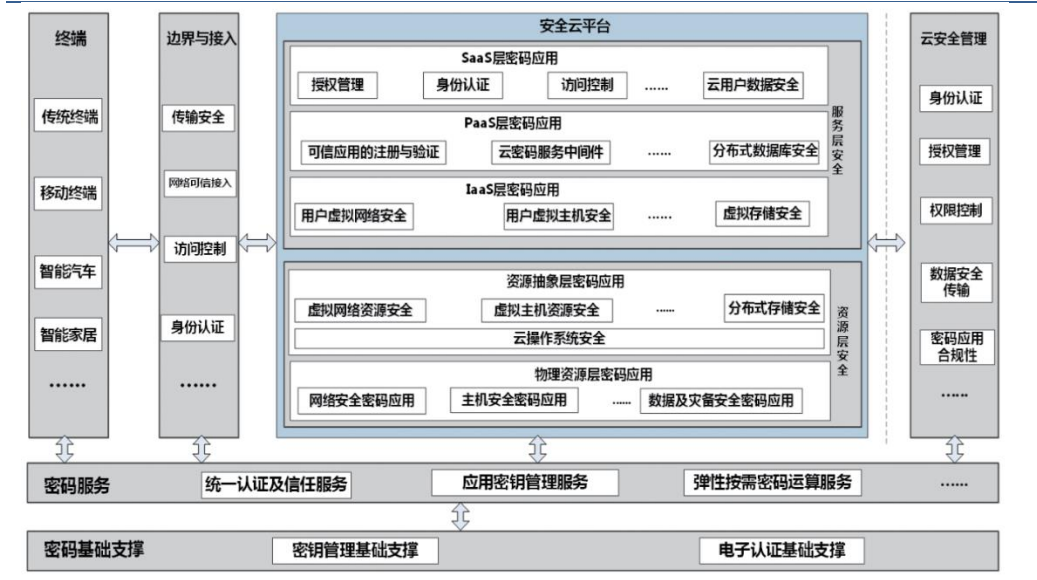 终端
传统终端
移动终端
智能汽车
智能家居
……
边界与接入
传输安全
网络可信接入
访问控制
身份认证
……
安全云平台
SaaS层密码应用
授权管理 身份认证 访问控制 …… 云用户数据安全
PaaS层密码应用
可信应用的注册与验证 云密码服务中间件 …… 分布式数据库安全
IaaS层密码应用
用户虚拟网络安全 用户虚拟主机安全 …… 虚拟存储安全
服务层安全
资源抽象层密码应用
虚拟网络资源安全 虚拟主机资源安全 …… 分布式存储安全
云操作系统安全
物理资源层密码应用
网络安全密码应用 主机安全密码应用 …… 数据及灾备安全密码应用
资源层安全
云安全管理
身份认证
授权管理
权限控制
数据安全
传输
密码应用
合规性
……
密码服务 统一认证及信任服务 应用密钥管理服务 弹性按需密码运算服务 ……
密码基础支撑 密钥管理基础支撑 电子认证基础支撑